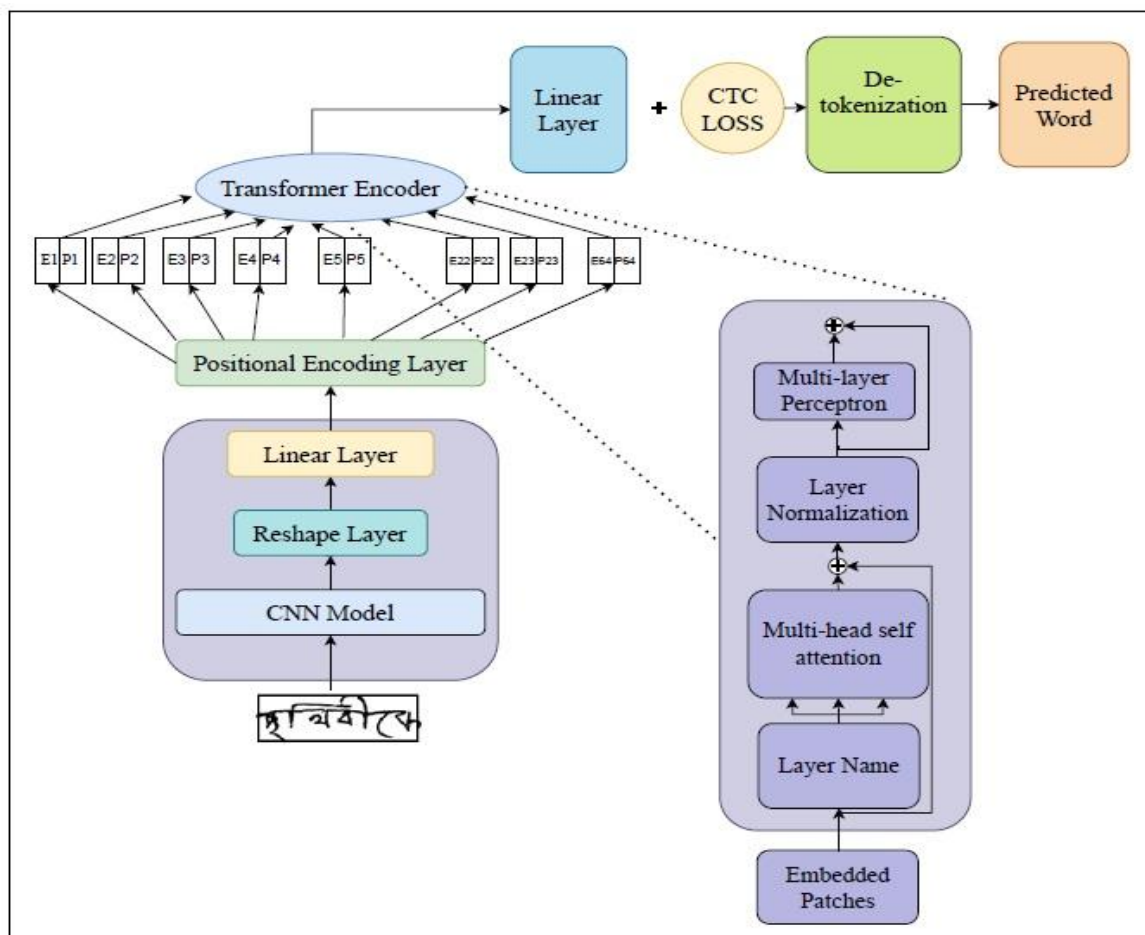 Linear
Layer
+
CTC
LOSS
De-
tokenization
Predicted
Word
Transformer Encoder
E1 P1 E2 P2 E3 P3 E4 P4 E5 P5 E22 P22 E23 P23 E64 P64
Positional Encoding Layer
Linear Layer
Reshape Layer
CNN Model
পৃথিবীকে
Multi-layer
Perceptron
Layer
Normalization
Multi-head self
attention
Layer Name
Embedded
Patches